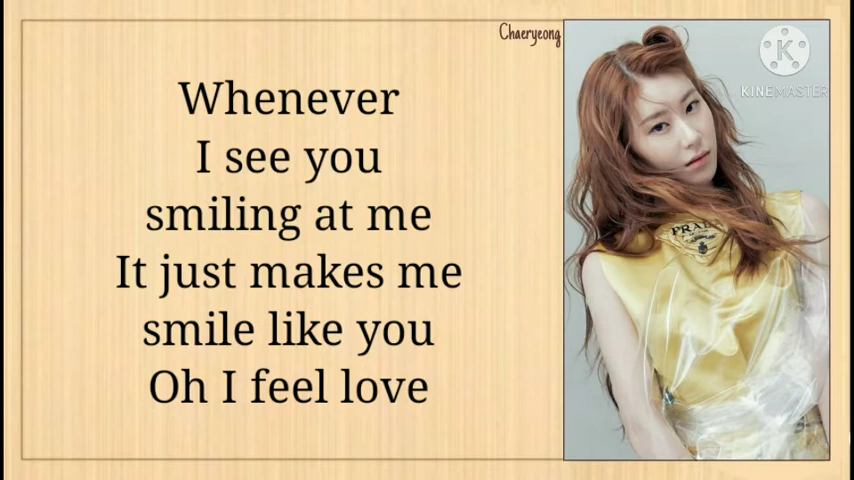 Chaeryeong
KINEMASTER
Whenever
I see you
smiling at me
It just makes me
smile like you
Oh I feel love
PRADA